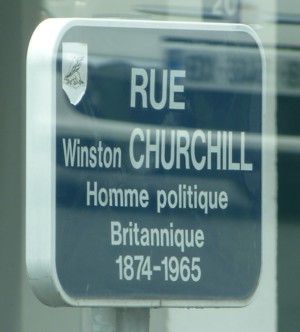 RUE
Winston CHURCHILL
Homme politique
Britannique
1874-1965